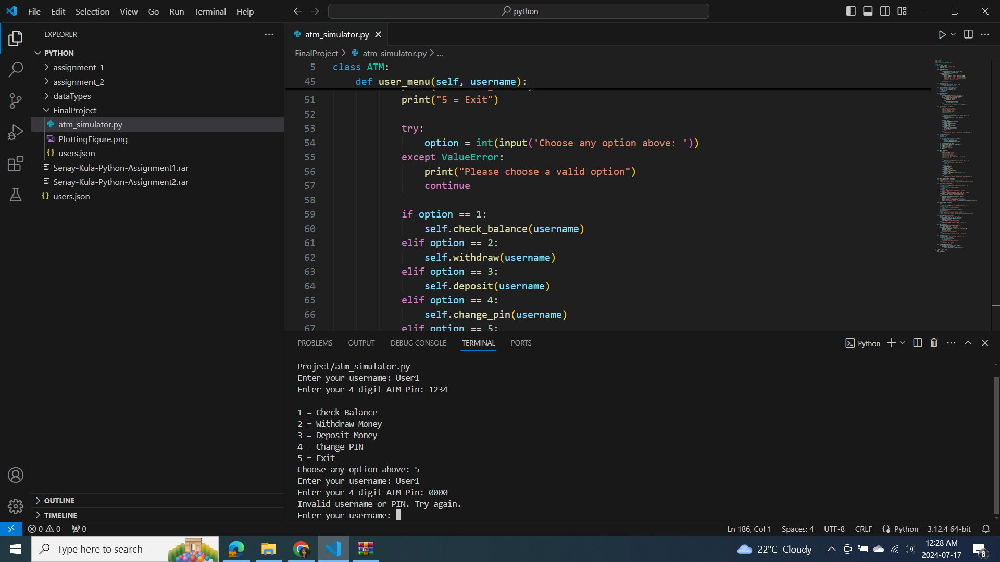 File Edit Selection View Go Run Terminal Help
python
EXPLORER
PYTHON
assignment_1
assignment_2
dataTypes
FinalProject
atm_simulator.py
PlottingFigure.png
users.json
Senay-Kula-Python-Assignment1.rar
Senay-Kula-Python-Assignment2.rar
users.json
OUTLINE
TIMELINE
atm_simulator.py
FinalProject > atm_simulator.py > ...
5 class ATM:
45 def user_menu(self, username):
51 print("5 = Exit")
52
53 try:
54 option = int(input('Choose any option above: '))
55 except ValueError:
56 print("Please choose a valid option")
57 continue
58
59 if option == 1:
60 self.check_balance(username)
61 elif option == 2:
62 self.withdraw(username)
63 elif option == 3:
64 self.deposit(username)
65 elif option == 4:
66 self.change_pin(username)
67 elif option == 5:
PROBLEMS OUTPUT DEBUG CONSOLE TERMINAL PORTS
Python
Project/atm_simulator.py
Enter your username: User1
Enter your 4 digit ATM Pin: 1234
1 = Check Balance
2 = Withdraw Money
3 = Deposit Money
4 = Change PIN
5 = Exit
Choose any option above: 5
Enter your username: User1
Enter your 4 digit ATM Pin: 0000
Invalid username or PIN. Try again.
Enter your username:
0 0 0
Ln 186, Col 1 Spaces: 4 UTF-8 CRLF Python 3.12.4 64-bit
Type here to search
22°C Cloudy
12:28 AM
2024-07-17
8